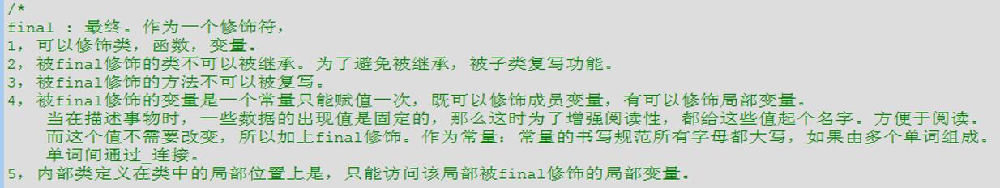 /*
final : 最终。作为一个修饰符,
1, 可以修饰类, 函数, 变量。
2, 被final修饰的类不可以被继承。为了避免被继承, 被子类复写功能。
3, 被final修饰的方法不可以被复写。
4, 被final修饰的变量是一个常量只能赋值一次, 既可以修饰成员变量, 有可以修饰局部变量。
当在描述事物时, 一些数据的出现值是固定的, 那么这时为了增强阅读性, 都给这些值起个名字。方便于阅读。
而这个值不需要改变, 所以加上final修饰。作为常量: 常量的书写规范所有字母都大写, 如果由多个单词组成。
单词间通过_连接。
5, 内部类定义在类中的局部位置上是, 只能访问该局部被final修饰的局部变量。